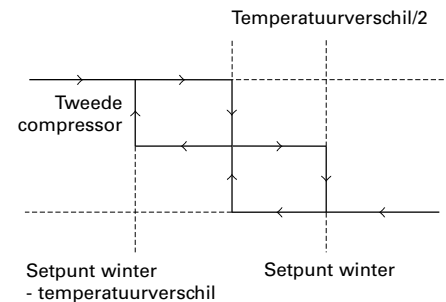 Temperatuurverschil/2
Tweede
compressor
Setpunt winter
- temperatuurverschil
Setpunt winter